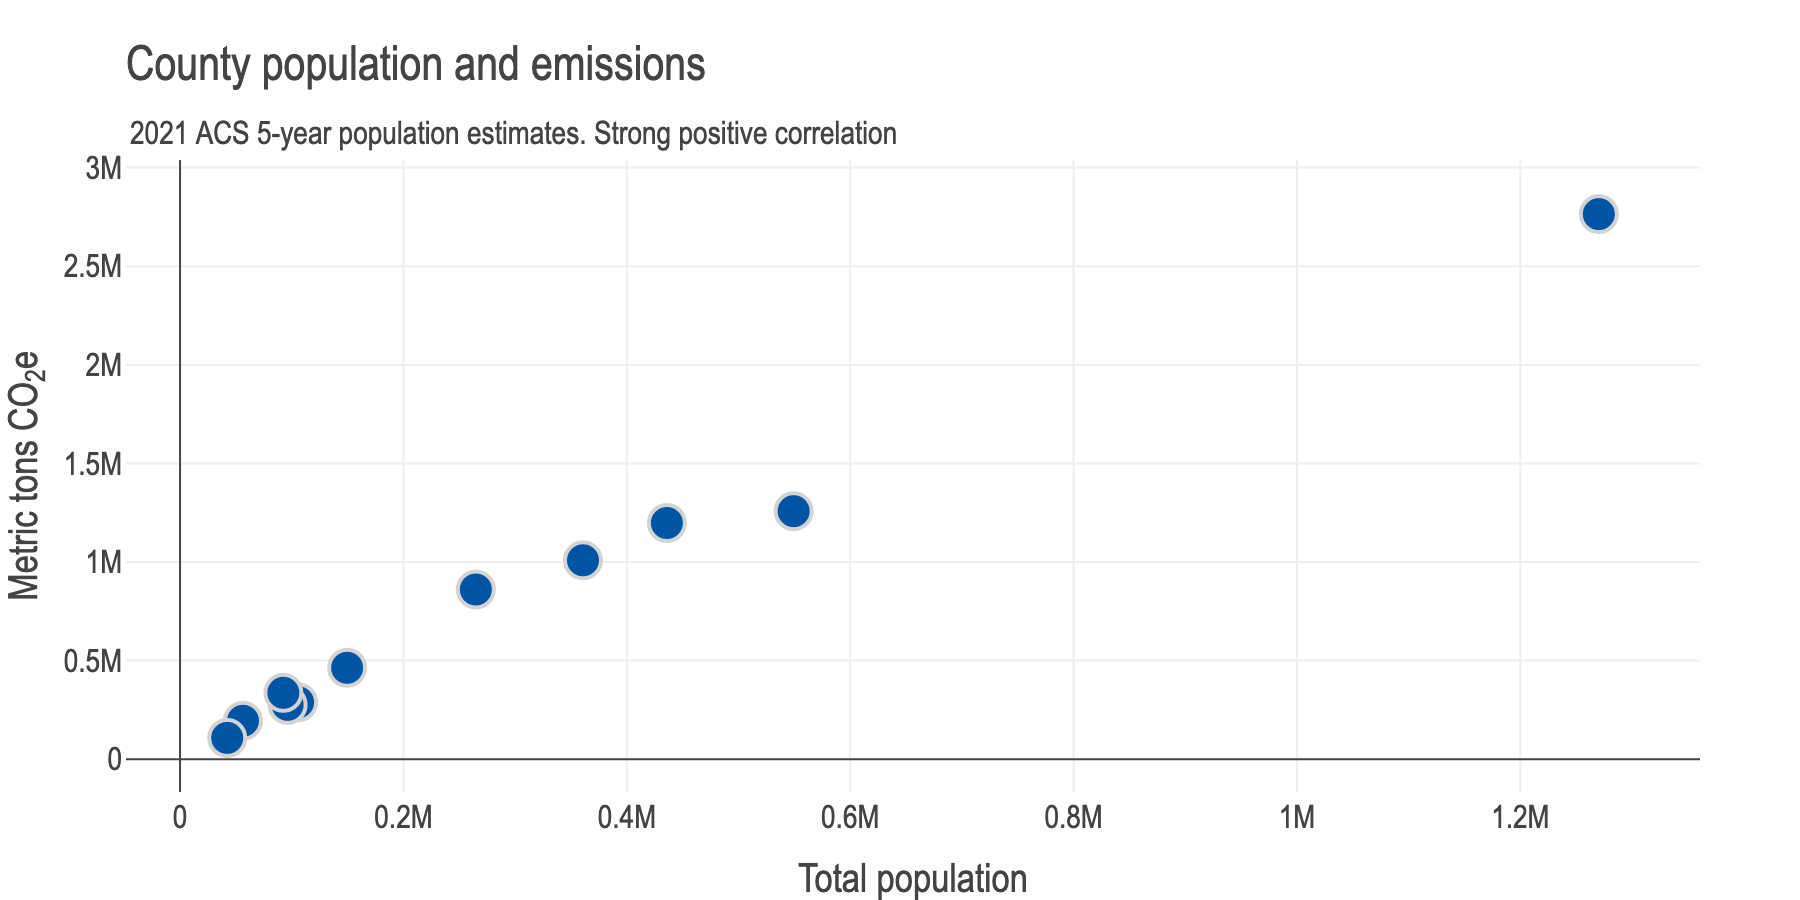 County population and emissions
2021 ACS 5-year population estimates. Strong positive correlation
3M
2.5M
2M
1.5M
1M
0.5M
0
Metric tons CO₂e
0
0.2M
0.4M
0.6M
0.8M
1M
1.2M
Total population